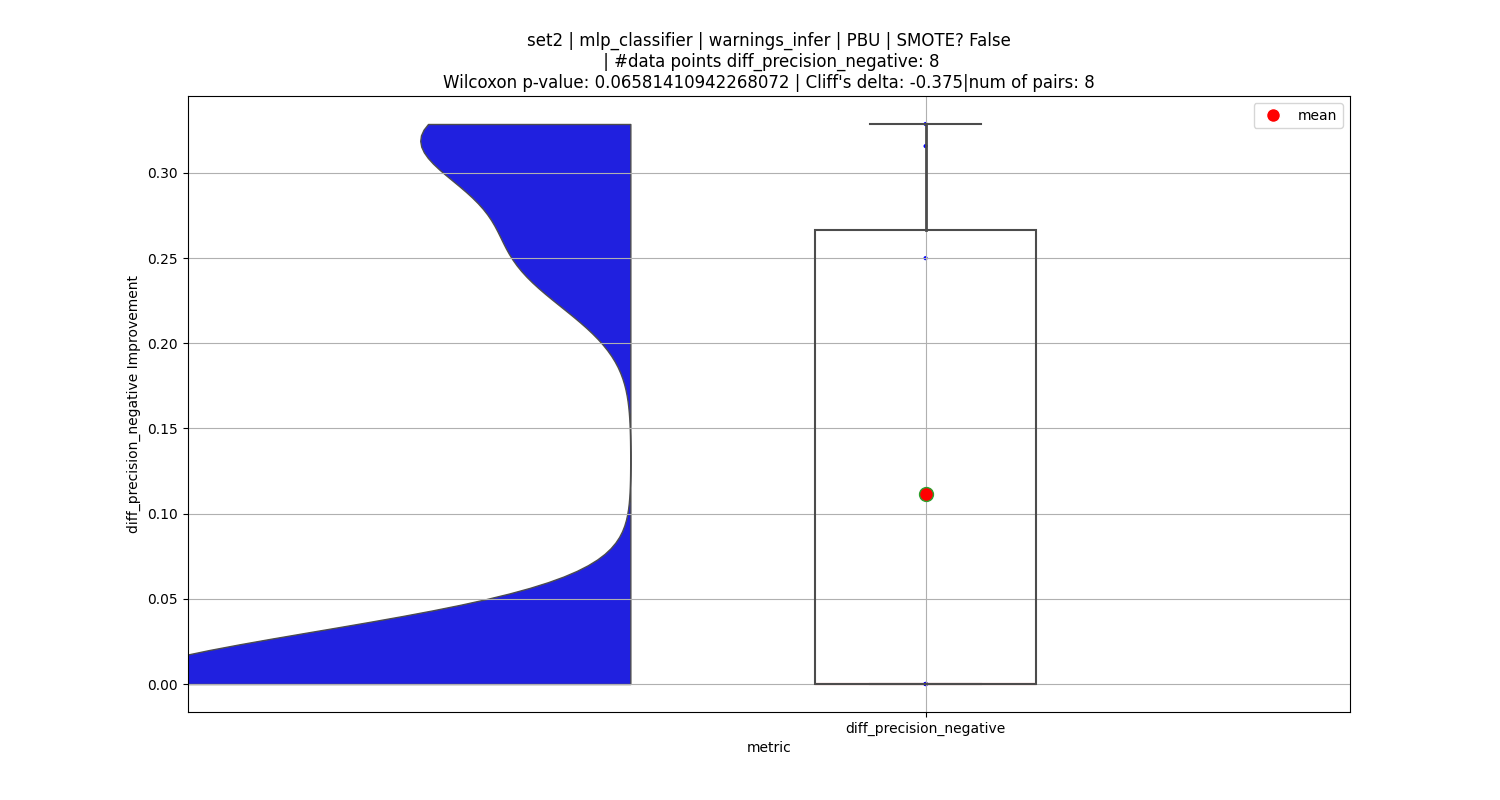 set2 | mlp_classifier | warnings_infer | PBU | SMOTE? False
| #data points diff_precision_negative: 8
Wilcoxon p-value: 0.06581410942268072 | Cliff's delta: -0.375|num of pairs: 8
mean
0.30
0.25
0.20
0.15
0.10
0.05
0.00
diff_precision_negative Improvement
diff_precision_negative
metric